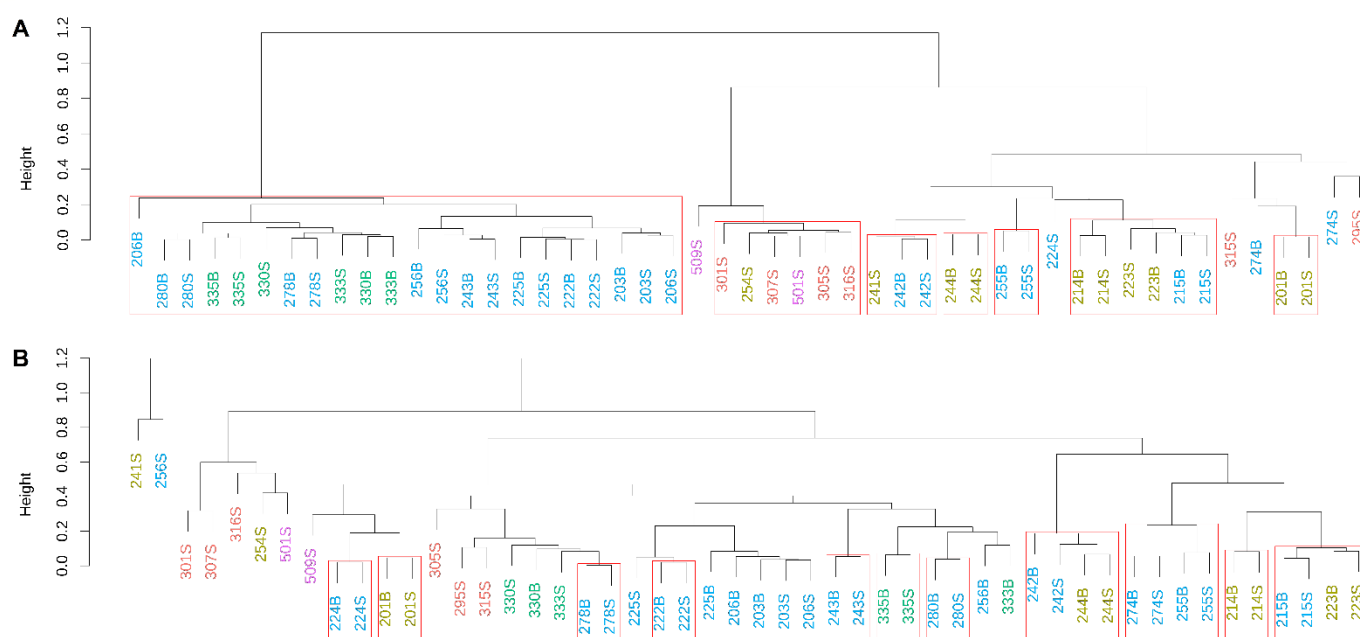 A
Height
1.2
1.0
0.8
0.6
0.4
0.2
0.0
206B
280B
280S
335B
335S
330S
278B
278S
333S
330B
333B
256B
256S
243B
243S
225B
225S
222B
222S
203B
203S
206S
509S
301S
254S
307S
501S
305S
316S
241S
242B
242S
244B
244S
255B
255S
224S
214B
214S
223S
223B
215B
215S
315S
274B
201B
201S
274S
295S
B
Height
1.2
1.0
0.8
0.6
0.4
0.2
0.0
241S
256S
301S
307S
316S
254S
501S
509S
224B
224S
201B
201S
305S
295S
315S
330S
330B
333S
278B
278S
225S
222B
222S
225B
206B
203B
203S
206S
243B
243S
335B
335S
280B
280S
256B
333B
242B
242S
244B
244S
274B
274S
255B
255S
214B
214S
215B
215S
223B
223S